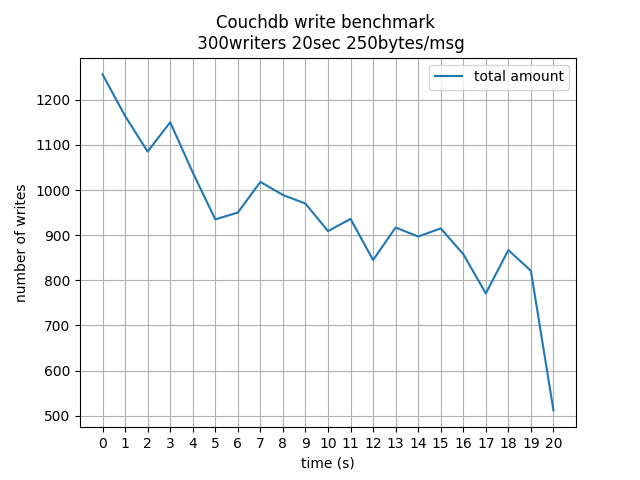 Couchdb write benchmark
300writers 20sec 250bytes/msg
total amount
1200
1100
1000
900
800
700
600
500
number of writes
0 1 2 3 4 5 6 7 8 9 10 11 12 13 14 15 16 17 18 19 20
time (s)